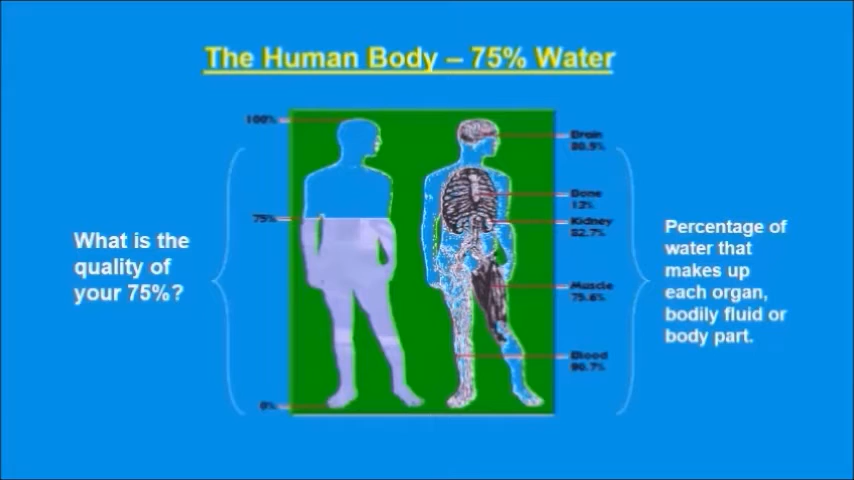 The Human Body – 75% Water
100%
75%
0%
What is the
quality of
your 75%?
Brain
80.5%
Bone
12%
Kidney
82.7%
Muscle
75.6%
Blood
90.7%
Percentage of
water that
makes up
each organ,
bodily fluid or
body part.